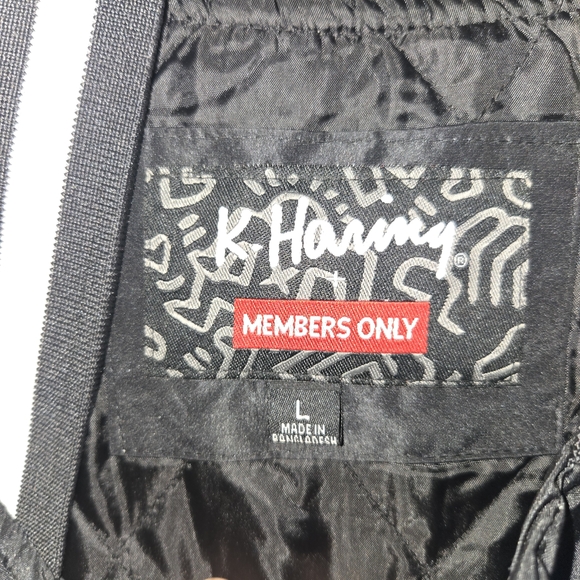 K. Haring ®
MEMBERS ONLY
L
MADE IN
BANGLADESH